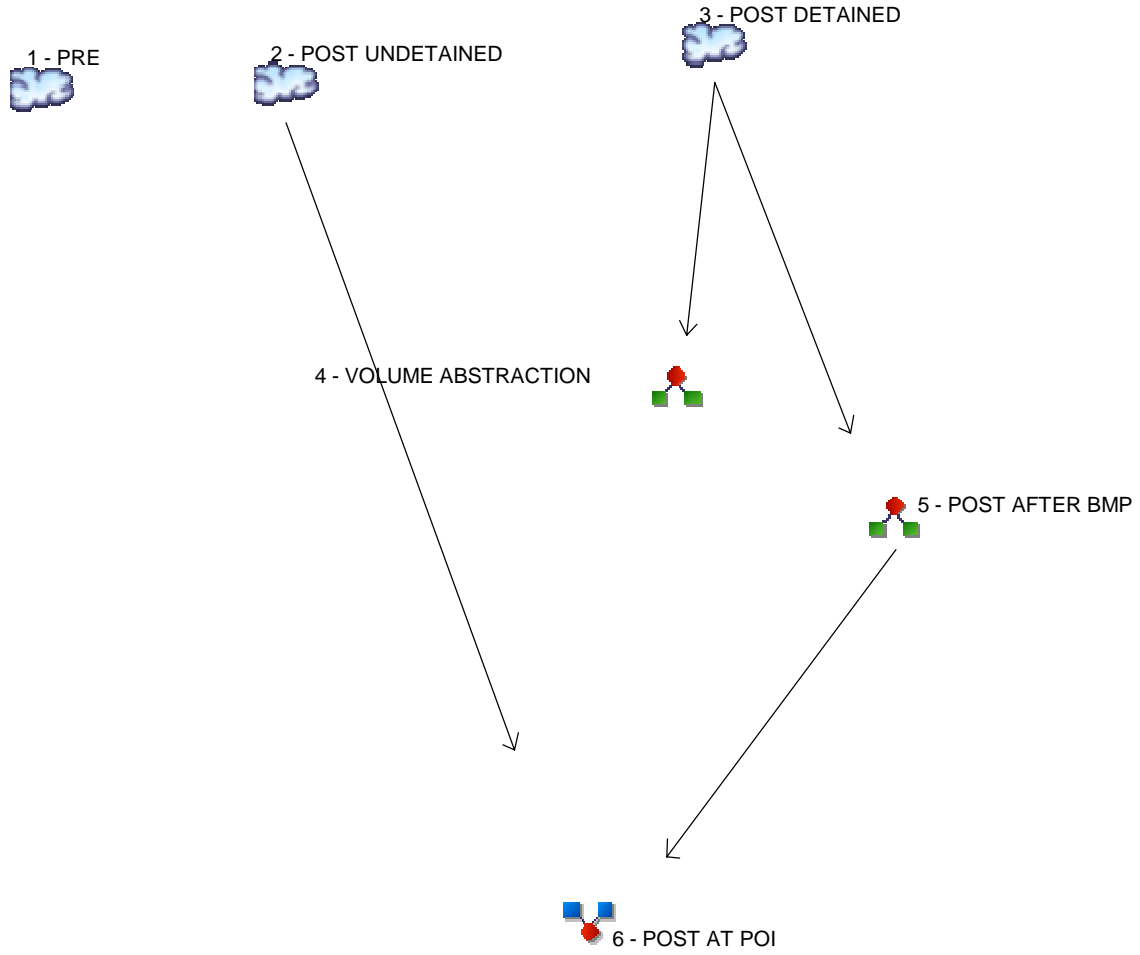 3 - POST DETAINED
1 - PRE
2 - POST UNDETAINED
4 - VOLUME ABSTRACTION
5 - POST AFTER BMP
6 - POST AT POI